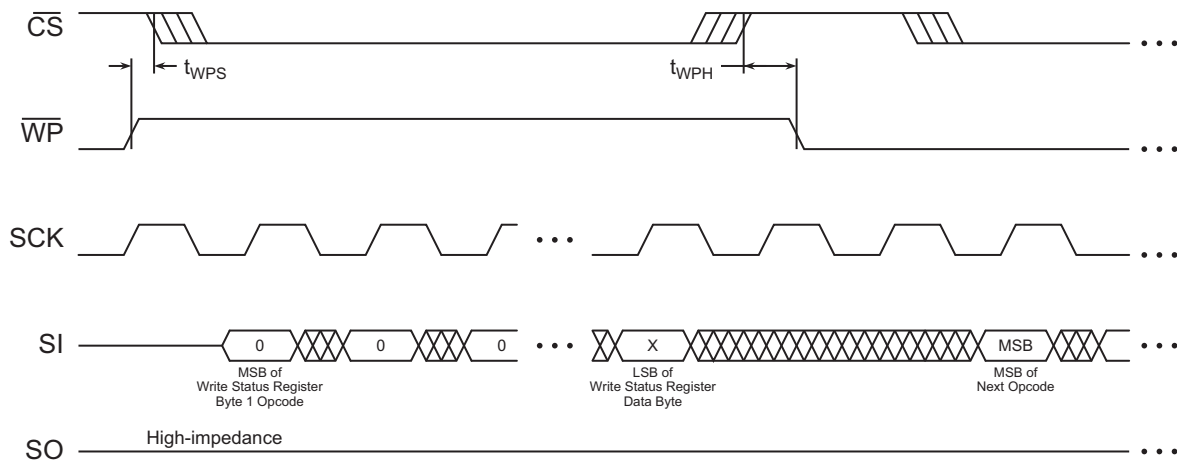 CS
tWPS
tWPH
WP
• • •
• • •
SCK
• • •
• • •
SI
0
0
0
• • •
X
MSB
• • •
MSB of
Write Status Register
Byte 1 Opcode
LSB of
Write Status Register
Data Byte
MSB of
Next Opcode
High-impedance
SO
• • •